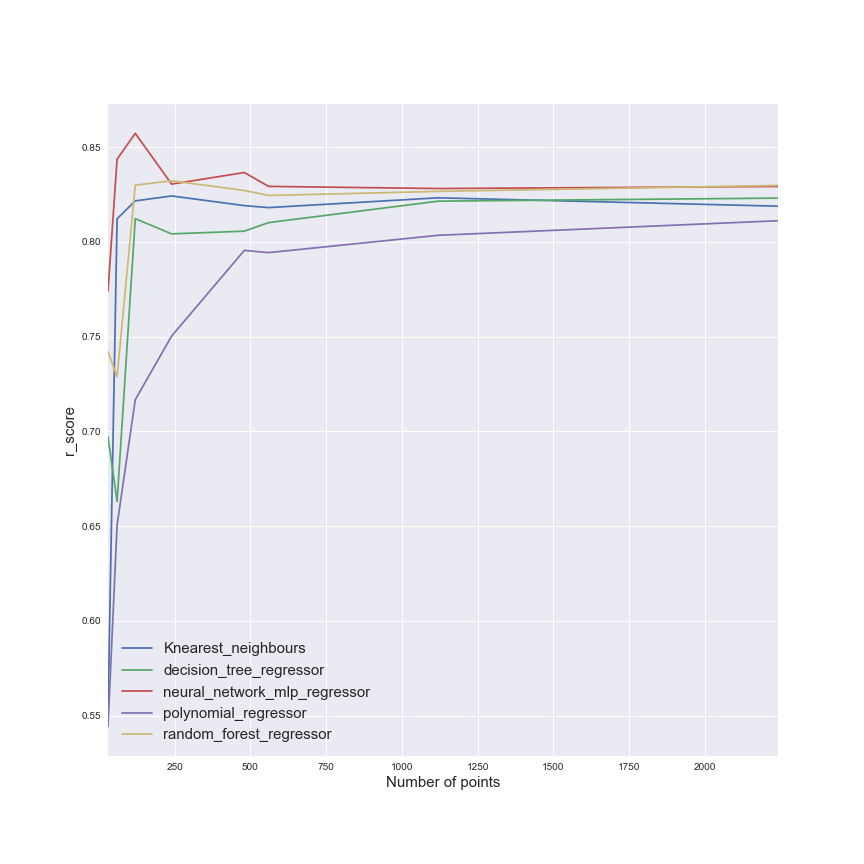 0.85
0.80
0.75
0.70
0.65
0.60
0.55
r_score
Knearest_neighbours
decision_tree_regressor
neural_network_mlp_regressor
polynomial_regressor
random_forest_regressor
250 500 750 1000 1250 1500 1750 2000
Number of points